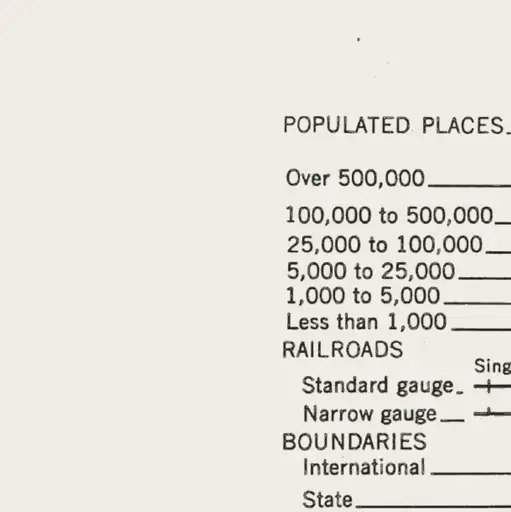 POPULATED PLACES
Over 500,000
100,000 to 500,000
25,000 to 100,000
5,000 to 25,000
1,000 to 5,000
Less than 1,000
RAILROADS
Standard gauge
Narrow gauge
BOUNDARIES
International
State